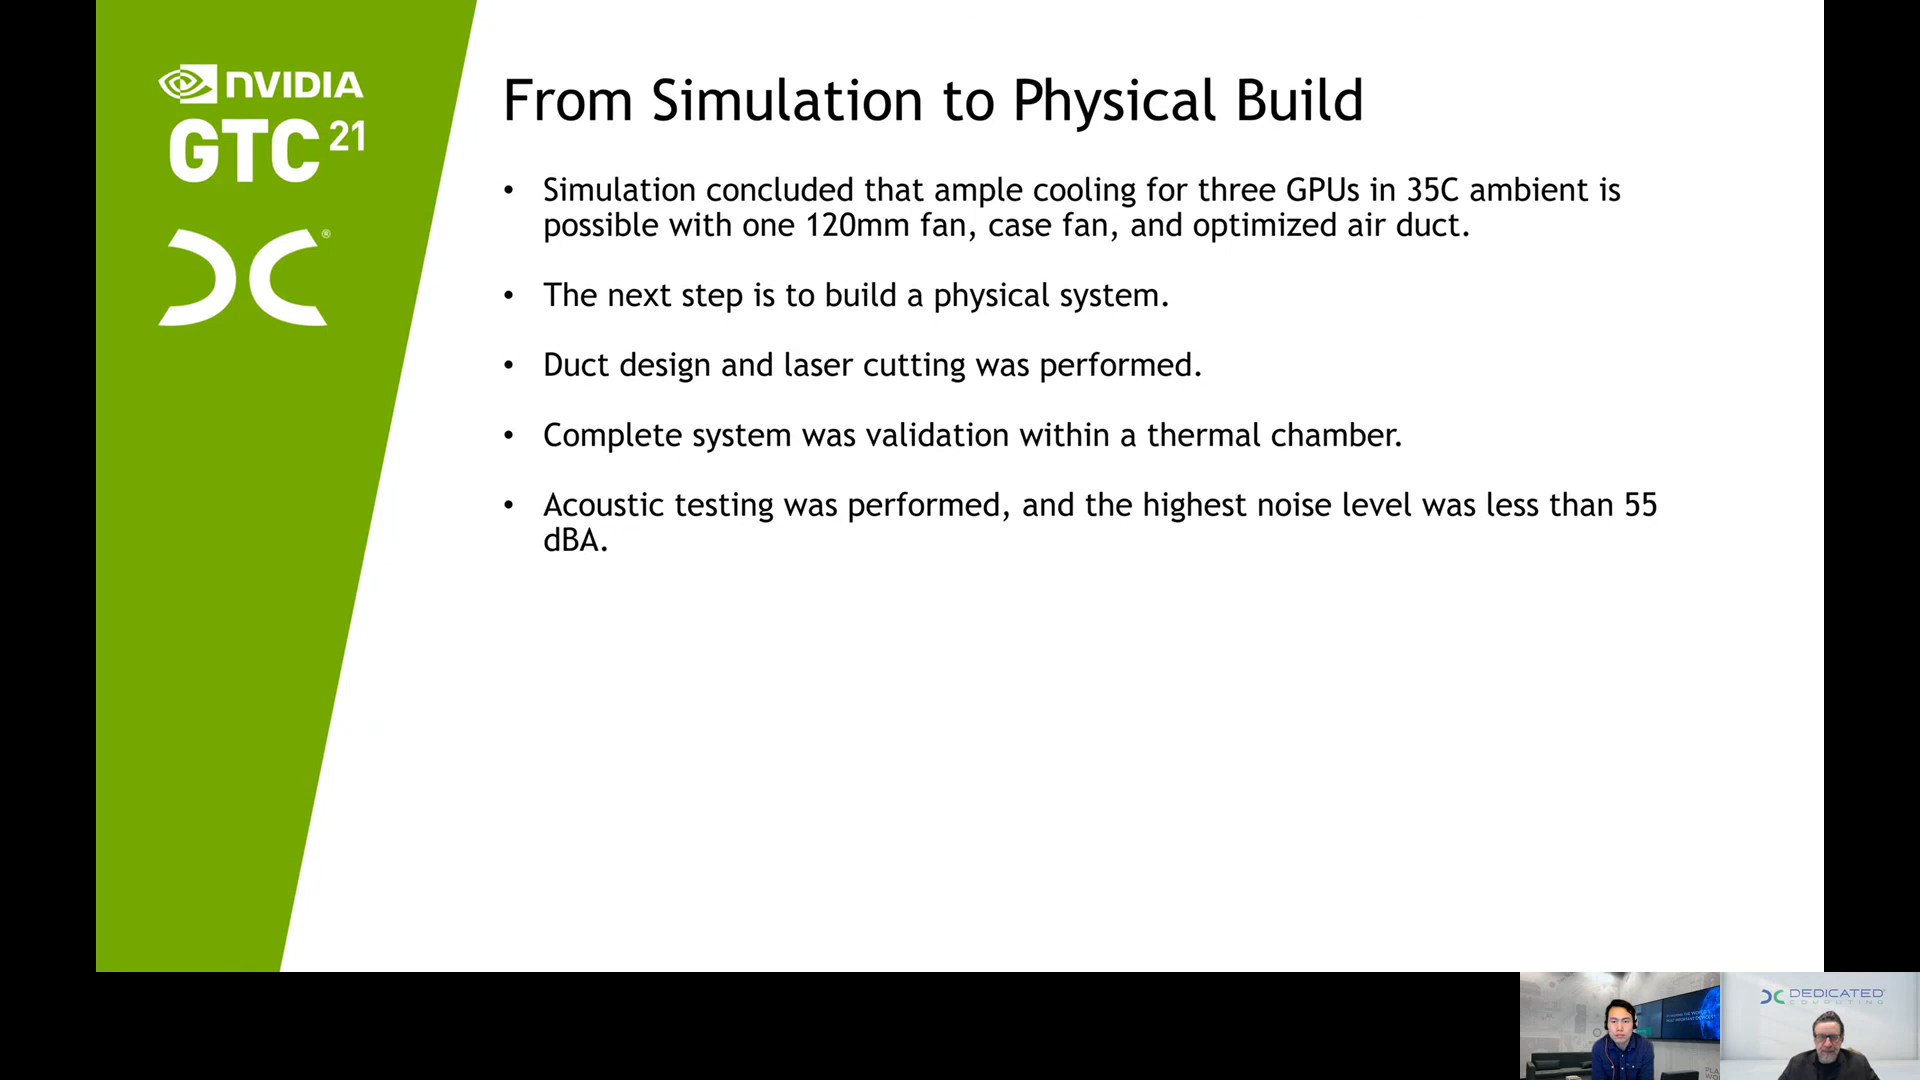 NVIDIA
GTC 21
®
From Simulation to Physical Build
• Simulation concluded that ample cooling for three GPUs in 35C ambient is
possible with one 120mm fan, case fan, and optimized air duct.
• The next step is to build a physical system.
• Duct design and laser cutting was performed.
• Complete system was validation within a thermal chamber.
• Acoustic testing was performed, and the highest noise level was less than 55
dBA.
DEDICATED
COMPUTING